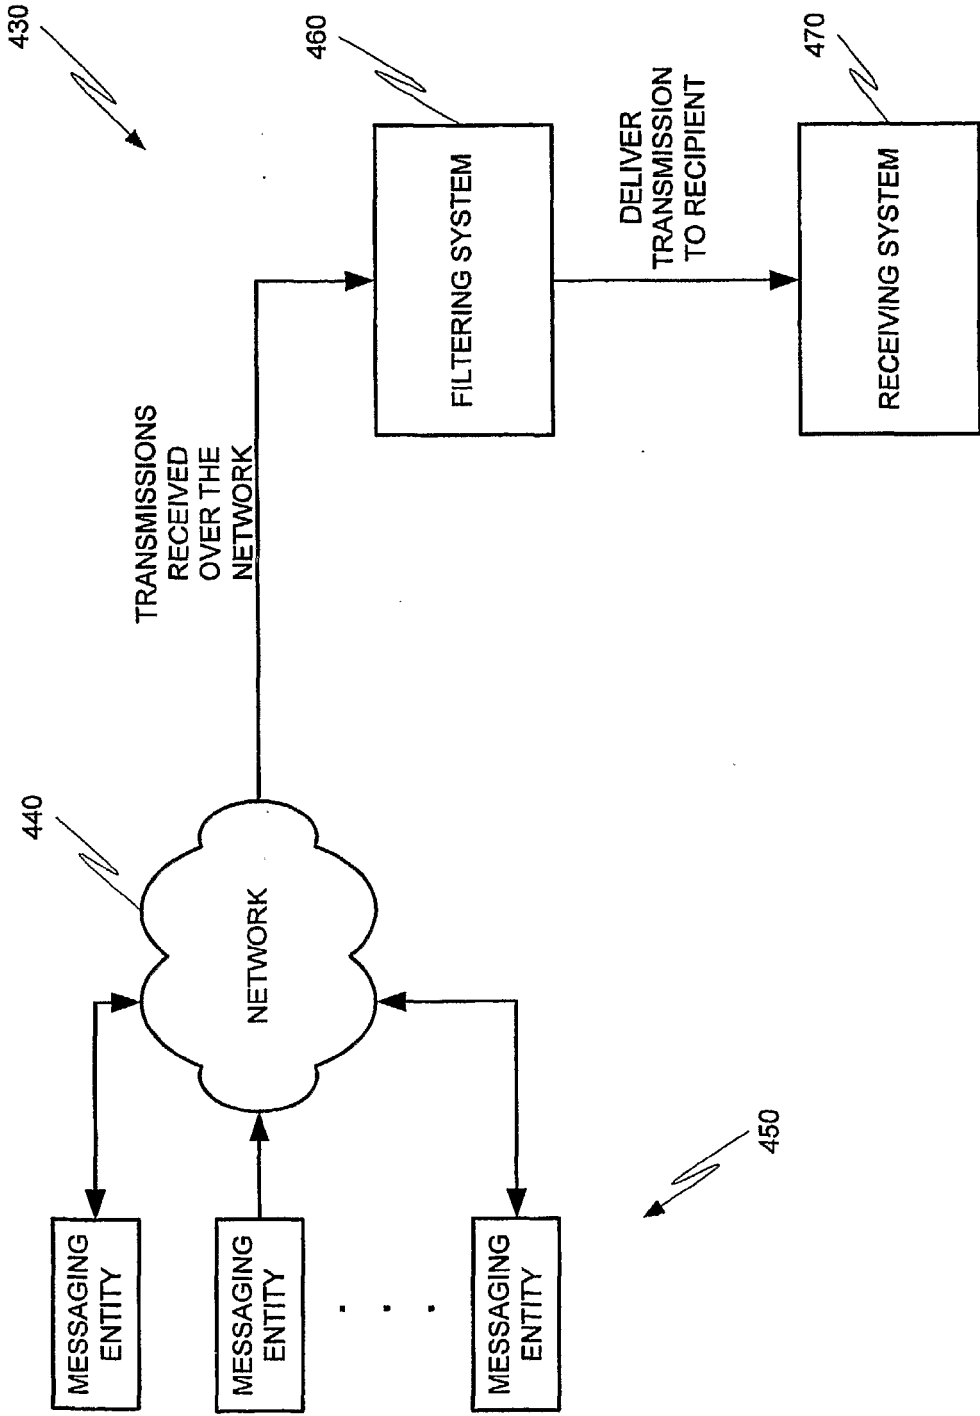 430
440
TRANSMISSIONS
RECEIVED
OVER THE
NETWORK
460
MESSAGING
ENTITY
MESSAGING
ENTITY
. . .
MESSAGING
ENTITY
NETWORK
FILTERING SYSTEM
DELIVER
TRANSMISSION
TO RECIPIENT
450
470
RECEIVING SYSTEM